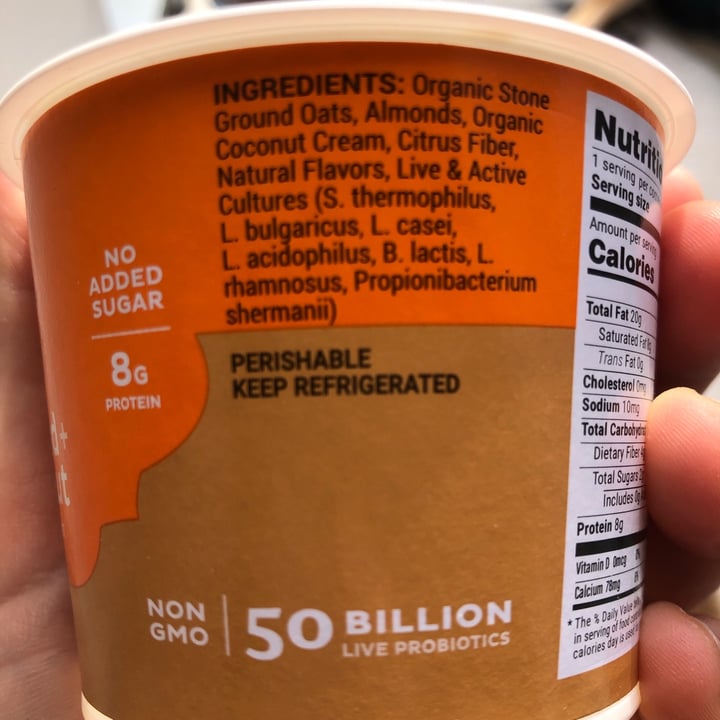 INGREDIENTS: Organic Stone
Ground Oats, Almonds, Organic
Coconut Cream, Citrus Fiber,
Natural Flavors, Live & Active
Cultures (S. thermophilus,
L. bulgaricus, L. casei,
L. acidophilus, B. lactis, L.
rhamnosus, Propionibacterium
shermanii)
PERISHABLE
KEEP REFRIGERATED
NO
ADDED
SUGAR
8G
PROTEIN
NON
GMO
50 BILLION
LIVE PROBIOTICS
1 serving per
Serving size
Amount per serving
Calories
Total Fat 20g
Saturated Fat
Trans Fat 0g
Cholesterol 0mg
Sodium 10mg
Total
Dietary Fiber
Total Sugars
Includes 0g
Protein 8g
Vitamin D 0mcg 0%
Calcium 78mg 
* The % Daily Value
in serving of food
calories day is